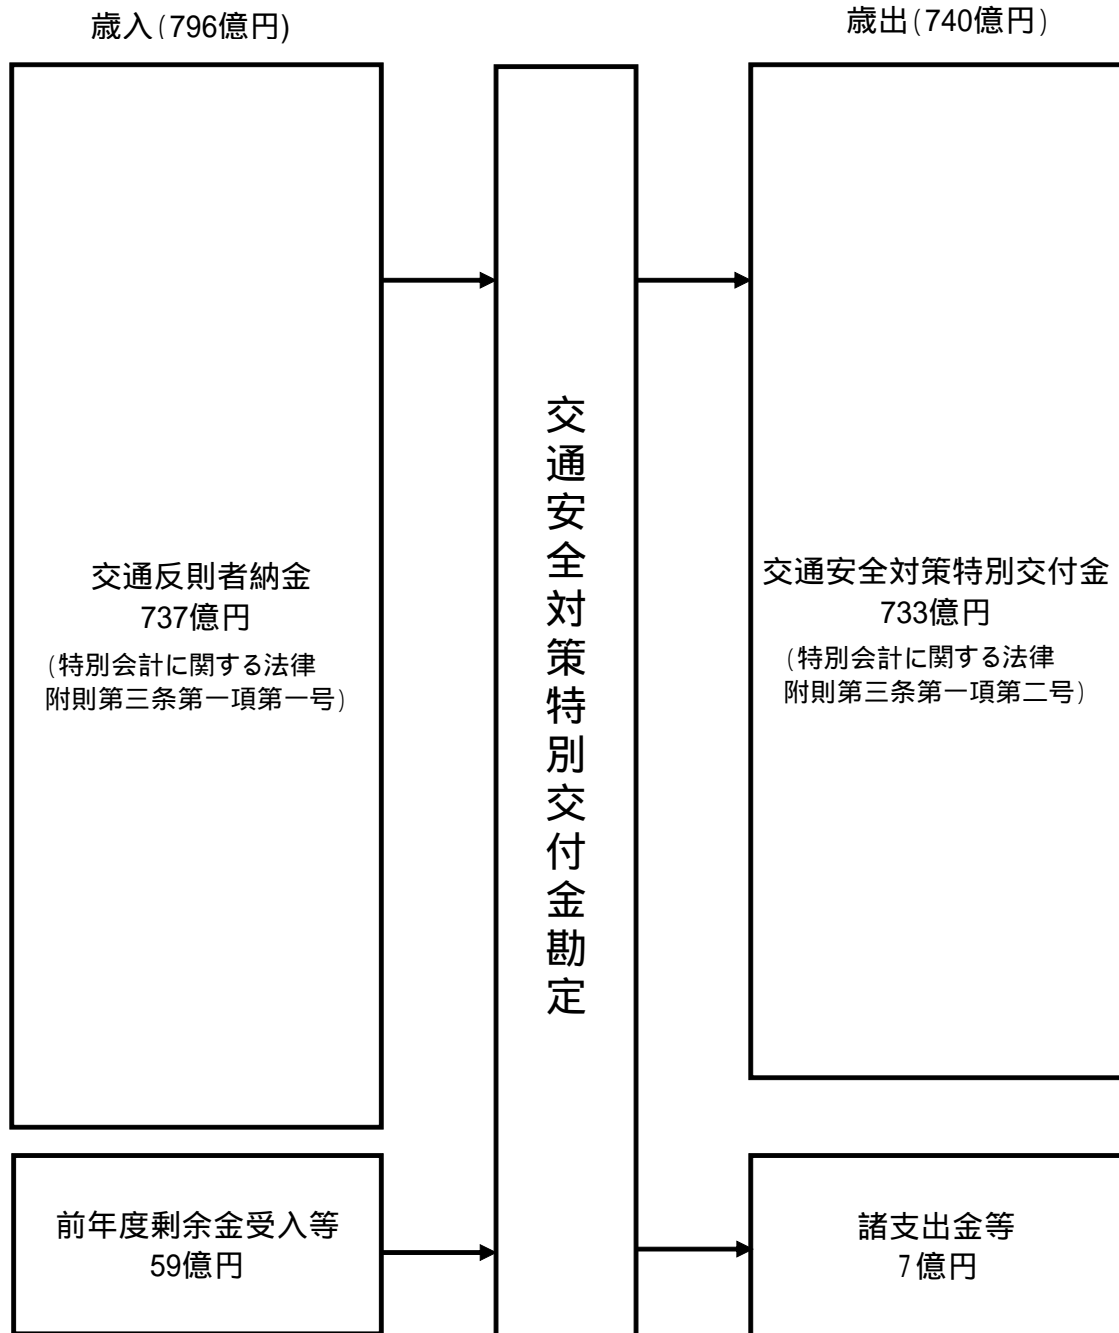 歳入(796億円)
歳出(740億円)
交通反則者納金
737億円
(特別会計に関する法律
附則第三条第一項第一号)
交通安全対策特別交付金勘定
交通安全対策特別交付金
733億円
(特別会計に関する法律
附則第三条第一項第二号)
前年度剰余金受入等
59億円
諸支出金等
7億円